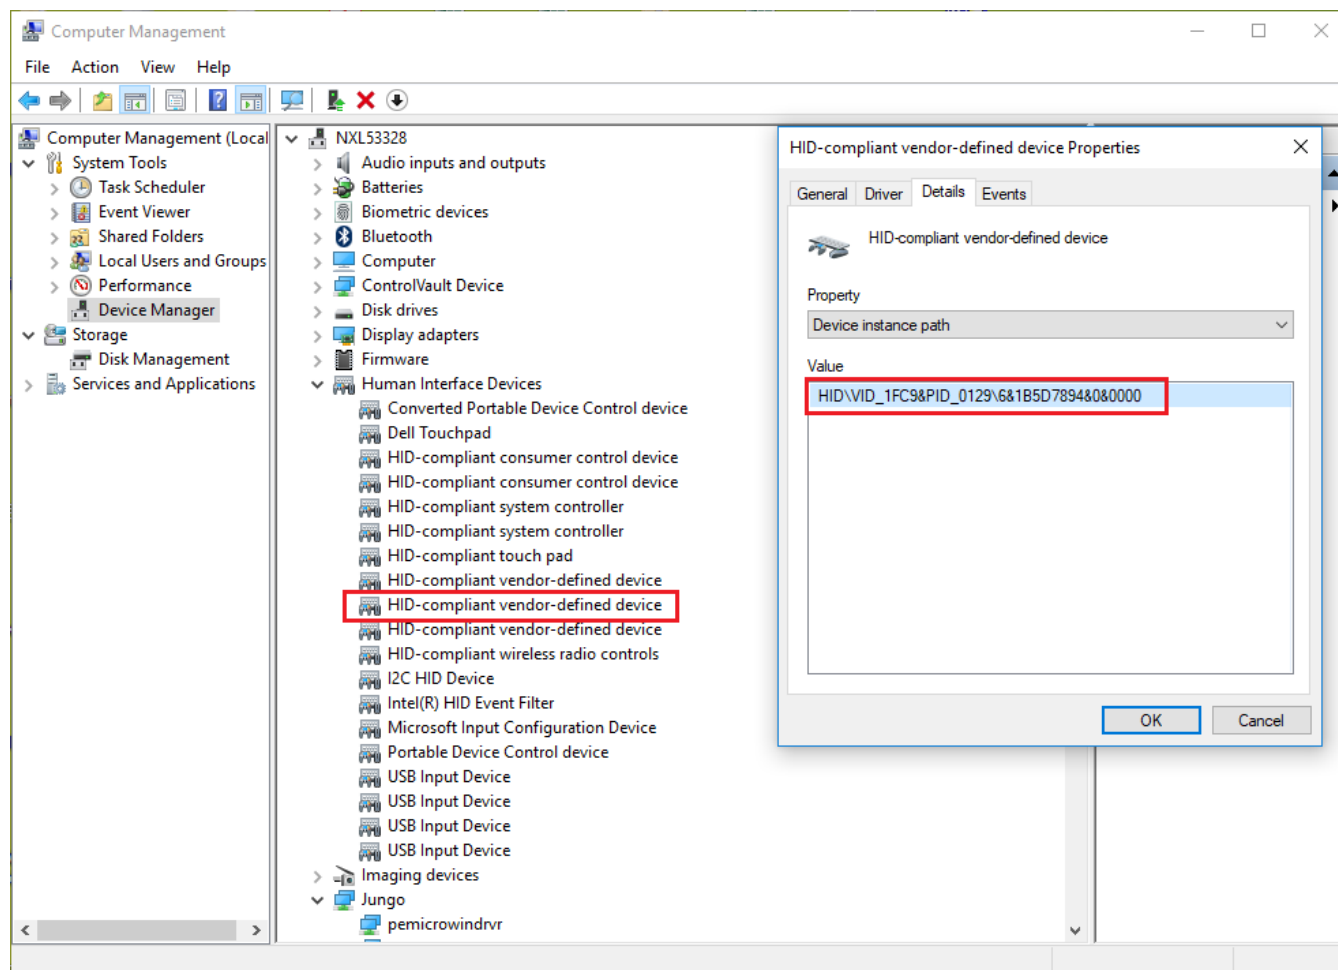 Computer Management
File Action View Help
Computer Management (Local
System Tools
Task Scheduler
Event Viewer
Shared Folders
Local Users and Groups
Performance
Device Manager
Storage
Disk Management
Services and Applications
NXL53328
Audio inputs and outputs
Batteries
Biometric devices
Bluetooth
Computer
ControlVault Device
Disk drives
Display adapters
Firmware
Human Interface Devices
Converted Portable Device Control device
Dell Touchpad
HID-compliant consumer control device
HID-compliant consumer control device
HID-compliant system controller
HID-compliant system controller
HID-compliant touch pad
HID-compliant vendor-defined device
HID-compliant vendor-defined device
HID-compliant vendor-defined device
HID-compliant wireless radio controls
I2C HID Device
Intel(R) HID Event Filter
Microsoft Input Configuration Device
Portable Device Control device
USB Input Device
USB Input Device
USB Input Device
USB Input Device
Imaging devices
Jungo
pemicrowindrvr
HID-compliant vendor-defined device Properties
General Driver Details Events
HID-compliant vendor-defined device
Property
Device instance path
Value
HID\VID_1FC9&PID_0129\6&1B5D7894&0&0000
OK Cancel